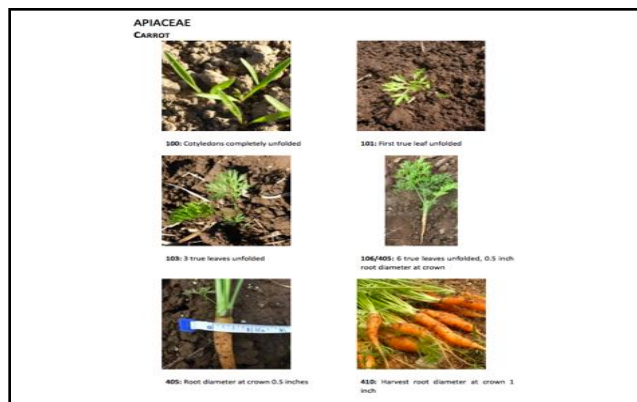 APIACEAE
CARROT
100: Cotyledons completely unfolded
101: First true leaf unfolded
103: 3 true leaves unfolded
106/405: 6 true leaves unfolded, 0.5 inch
root diameter at crown
405: Root diameter at crown 0.5 inches
410: Harvest root diameter at crown 1
inch